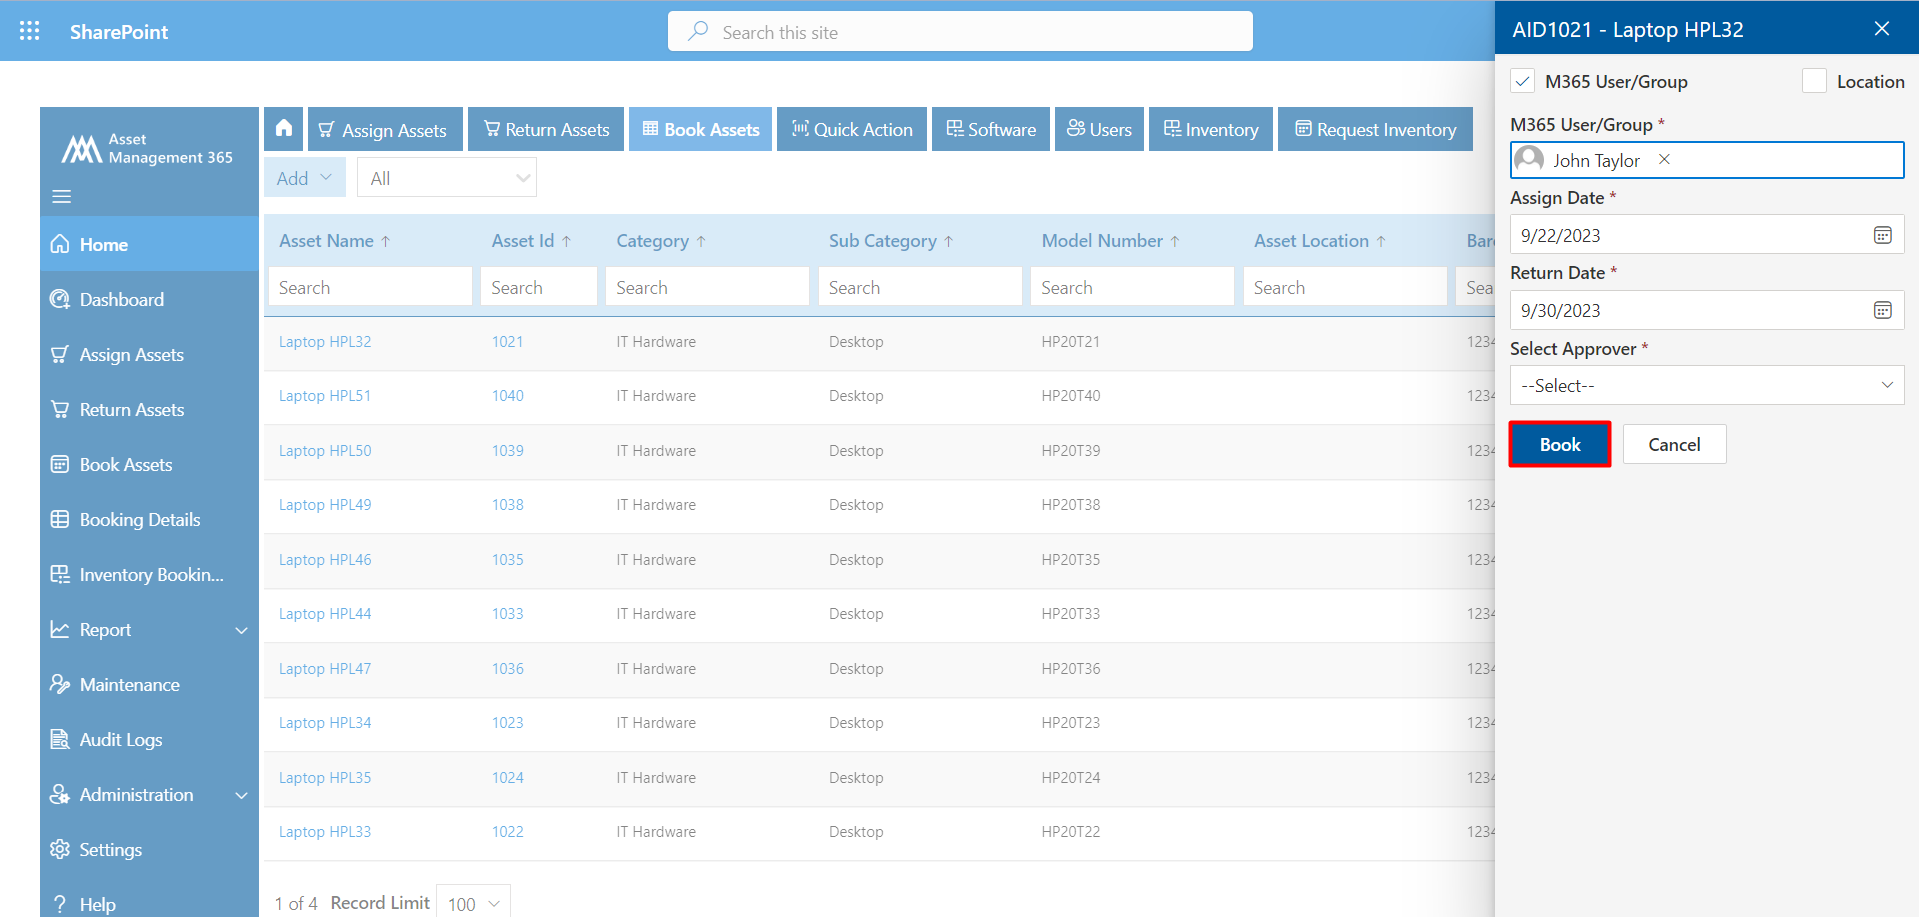 SharePoint
Search this site
AID1021 - Laptop HPL32
M365 User/Group
Location
M365 User/Group *
John Taylor
Assign Date *
9/22/2023
Return Date *
9/30/2023
Select Approver *
--Select--
Book
Cancel
Asset
Management 365
Home
Dashboard
Assign Assets
Return Assets
Book Assets
Booking Details
Inventory Bookin...
Report
Maintenance
Audit Logs
Administration
Settings
Help
Assign Assets
Return Assets
Book Assets
Quick Action
Software
Users
Inventory
Request Inventory
Add
All
Asset Name ↑ Asset Id ↑ Category ↑ Sub Category ↑ Model Number ↑ Asset Location ↑ Bar
Search Search Search Search Search Search Sea
Laptop HPL32 1021 IT Hardware Desktop HP20T21 1234
Laptop HPL51 1040 IT Hardware Desktop HP20T40 1234
Laptop HPL50 1039 IT Hardware Desktop HP20T39 1234
Laptop HPL49 1038 IT Hardware Desktop HP20T38 1234
Laptop HPL46 1035 IT Hardware Desktop HP20T35 1234
Laptop HPL44 1033 IT Hardware Desktop HP20T33 1234
Laptop HPL47 1036 IT Hardware Desktop HP20T36 1234
Laptop HPL34 1023 IT Hardware Desktop HP20T23 1234
Laptop HPL35 1024 IT Hardware Desktop HP20T24 1234
Laptop HPL33 1022 IT Hardware Desktop HP20T22 1234
1 of 4 Record Limit 100